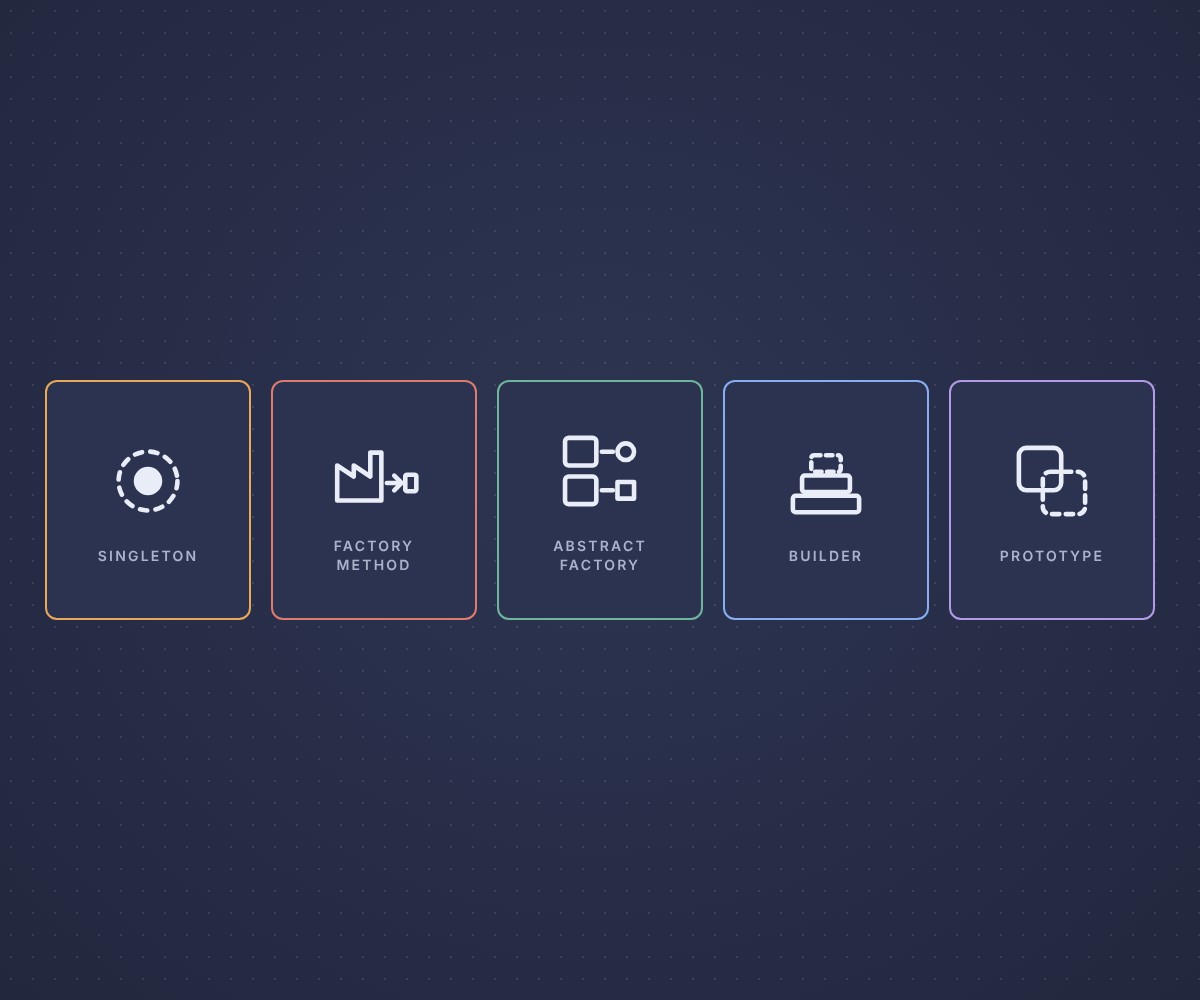 SINGLETON
FACTORY
METHOD
ABSTRACT
FACTORY
BUILDER
PROTOTYPE